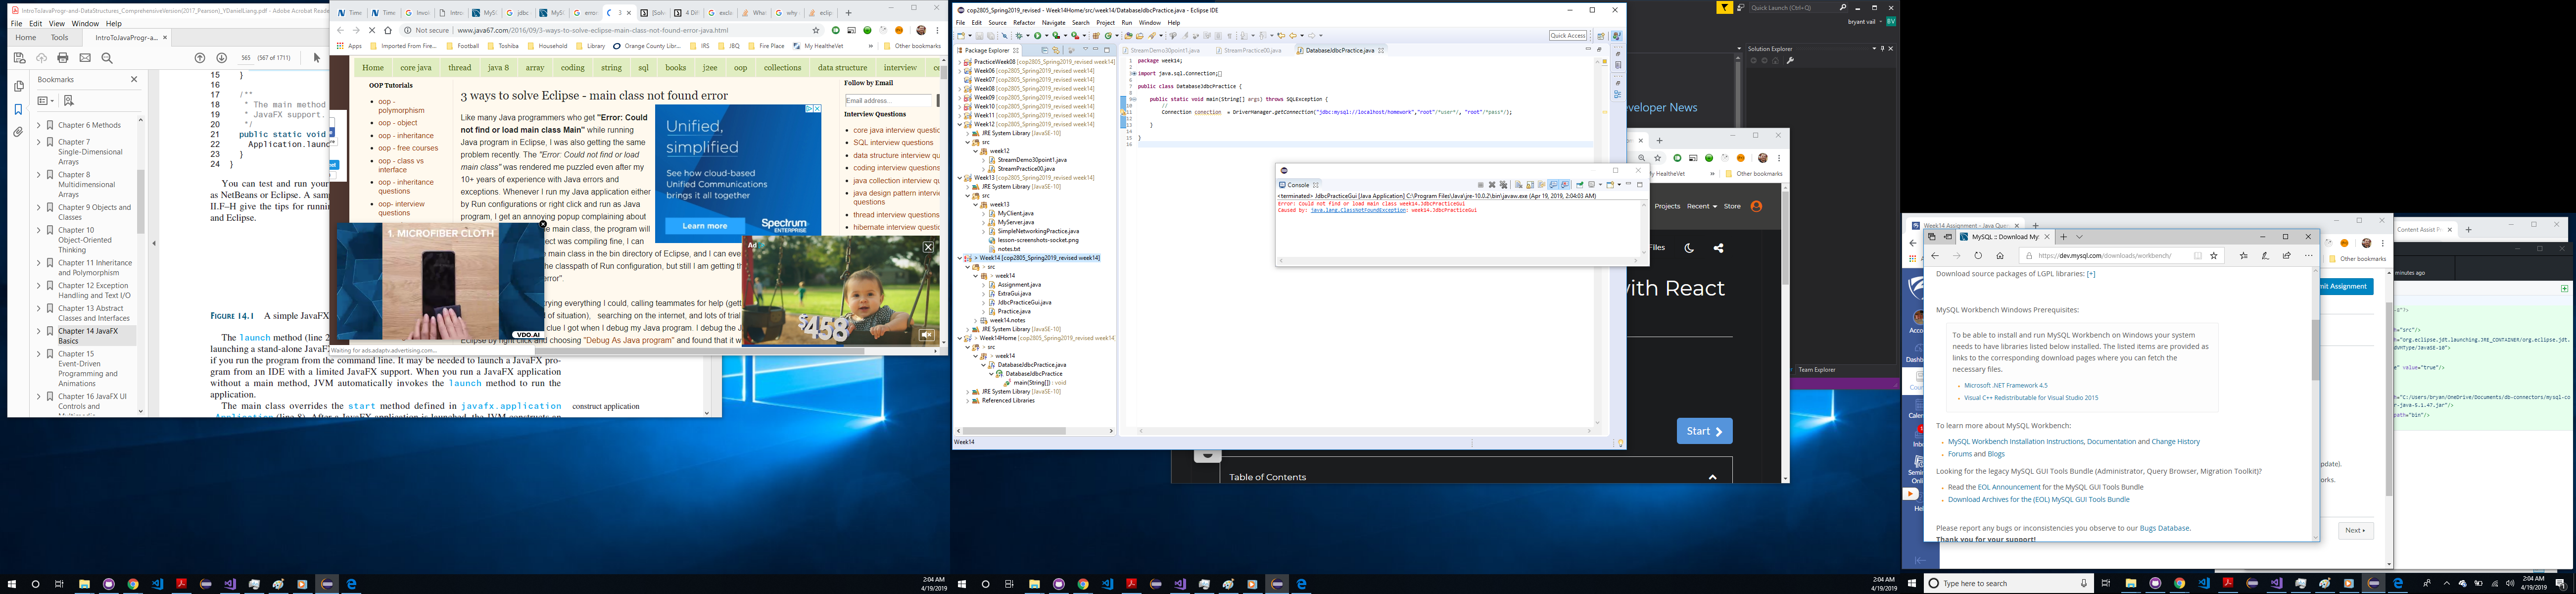 IntroToJavaProgr-and-DataStructures_ComprehensiveVersion(2017_Pearson)_YDanielLiang.pdf - Adobe Acrobat Reader
File Edit View Window Help
Home Tools IntroToJavaProgr-a...
565 (567 of 1711)
Bookmarks
Chapter 6 Methods
Chapter 7
Single-Dimensional
Arrays
Chapter 8
Multidimensional
Arrays
Chapter 9 Objects and
Classes
Chapter 10
Object-Oriented
Thinking
Chapter 11 Inheritance
and Polymorphism
Chapter 12 Exception
Handling and Text I/O
Chapter 13 Abstract
Classes and Interfaces
Chapter 14 JavaFX
Basics
Chapter 15
Event-Driven
Programming and
Animations
Chapter 16 JavaFX UI
Controls and
15 }
16
17 /**
18 * The main method
19 * JavaFX support.
20 */
21 public static void
22 Application.launc
23 }
24 }
You can test and run your
as NetBeans or Eclipse. A sam
II.F–H give the tips for runnin
and Eclipse.
FIGURE 14.1 A simple JavaFX
The launch method (line 2
launching a stand-alone JavaF
if you run the program from the command line. It may be needed to launch a JavaFX pro-
gram from an IDE with a limited JavaFX support. When you run a JavaFX application
without a main method, JVM automatically invokes the launch method to run the
application.
The main class overrides the start method defined in javafx.application construct application
Not secure | www.java67.com/2016/09/3-ways-to-solve-eclipse-main-class-not-found-error-java.html
Apps Imported From Fire... Football Toshiba Household Library Orange County Libr... IRS JBQ Fire Place My HealtheVet » Other bookmarks
Home core java thread java 8 array coding string sql books j2ee oop collections data structure interview
OOP Tutorials
oop -
polymorphism
oop - object
oop - inheritance
oop - free courses
oop - class vs
interface
oop - inheritance
questions
oop- interview
questions
3 ways to solve Eclipse - main class not found error
Like many Java programmers who get "Error: Could
not find or load main class Main" while running
Java program in Eclipse, I was also getting the same
problem recently. The "Error: Could not find or load
main class" was rendered me puzzled even after my
10+ years of experience with Java errors and
exceptions. Whenever I run my Java application either
by Run configurations or right click and run as Java
program, I get an annoying popup complaining about
e main class, the program will
ect was compiling fine, I can
main class in the bin directory of Eclipse, and I can eve
the classpath of Run configuration, but still I am getting th
error".
rying everything I could, calling teammates for help (gett
of situation), searching on the internet, and lots of trial
clue I got when I debug my Java program. I debug the J
Eclipse by right click and choosing "Debug As Java program" and found that it w
Unified,
simplified
See how cloud-based
Unified Communications
brings it all together
Learn more
Spectrum
ENTERPRISE
Follow by Email
Email address...
Interview Questions
core java interview questic
SQL interview questions
data structure interview qu
coding interview questions
java collection interview qu
java design pattern intervie
questions
thread interview questions
hibernate interview questic
1. MICROFIBER CLOTH
VDO.AI
Ad
$458
Waiting for ads.adaptv.advertising.com...
cop2805_Spring2019_revised - Week14Home/src/week14/DatabaseJdbcPractice.java - Eclipse IDE
File Edit Source Refactor Navigate Search Project Run Window Help
Quick Access
Package Explorer
PracticeWeek08 [cop2805_Spring2019_revised week14]
Week06 [cop2805_Spring2019_revised week14]
Week07 [cop2805_Spring2019_revised week14]
Week08 [cop2805_Spring2019_revised week14]
Week09 [cop2805_Spring2019_revised week14]
Week10 [cop2805_Spring2019_revised week14]
Week11 [cop2805_Spring2019_revised week14]
Week12 [cop2805_Spring2019_revised week14]
JRE System Library [JavaSE-10]
src
week12
StreamDemo30point1.java
StreamPractice00.java
Week13 [cop2805_Spring2019_revised week14]
JRE System Library [JavaSE-10]
src
week13
MyClient.java
MyServer.java
SimpleNetworkingPractice.java
lesson-screenshots-socket.png
notes.txt
> Week14 [cop2805_Spring2019_revised week14]
> src
> week14
Assignment.java
ExtraGui.java
JdbcPracticeGui.java
Practice.java
week14.notes
JRE System Library [JavaSE-10]
> Week14Home [cop2805_Spring2019_revised week14]
> src
> week14
DatabaseJdbcPractice.java
DatabaseJdbcPractice
main(String[]) : void
JRE System Library [JavaSE-10]
Referenced Libraries
Week14
StreamDemo30point1.java StreamPractice00.java DatabaseJdbcPractice.java
package week14;
import java.sql.Connection;
public class DatabaseJdbcPractice {
public static void main(String[] args) throws SQLException {
//
Connection conection = DriverManager.getConnection("jdbc:mysql://localhost/homework","root"/*user*/, "root"/*pass*/);
}
}
Console
<terminated> JdbcPracticeGui [Java Application] C:\Program Files\Java\jre-10.0.2\bin\javaw.exe (Apr 19, 2019, 2:04:03 AM)
Error: Could not find or load main class week14.JdbcPracticeGui
Caused by: java.lang.ClassNotFoundException: week14.JdbcPracticeGui
Quick Launch (Ctrl+Q)
bryant vail BV
Solution Explorer
eveloper News
Team Explorer
HealtheVet » Other bookmarks
Projects Recent Store
Files
with React
Start
Table of Contents
Week14 Assignment - Java Que
MySQL :: Download My
https://dev.mysql.com/downloads/workbench/
Download source packages of LGPL libraries: [+]
MySQL Workbench Windows Prerequisites:
To be able to install and run MySQL Workbench on Windows your system
needs to have libraries listed below installed. The listed items are provided as
links to the corresponding download pages where you can fetch the
necessary files.
Microsoft .NET Framework 4.5
Visual C++ Redistributable for Visual Studio 2015
To learn more about MySQL Workbench:
MySQL Workbench Installation Instructions, Documentation and Change History
Forums and Blogs
Looking for the legacy MySQL GUI Tools Bundle (Administrator, Query Browser, Migration Toolkit)?
Read the EOL Announcement for the MySQL GUI Tools Bundle
Download Archives for the (EOL) MySQL GUI Tools Bundle
Please report any bugs or inconsistencies you observe to our Bugs Database.
Thank you for your support!
Content Assist F
Other bookmarks
minutes ago
mit Assignment
Next
Type here to search
2:04 AM
4/19/2019
2:04 AM
4/19/2019
2:04 AM
4/19/2019